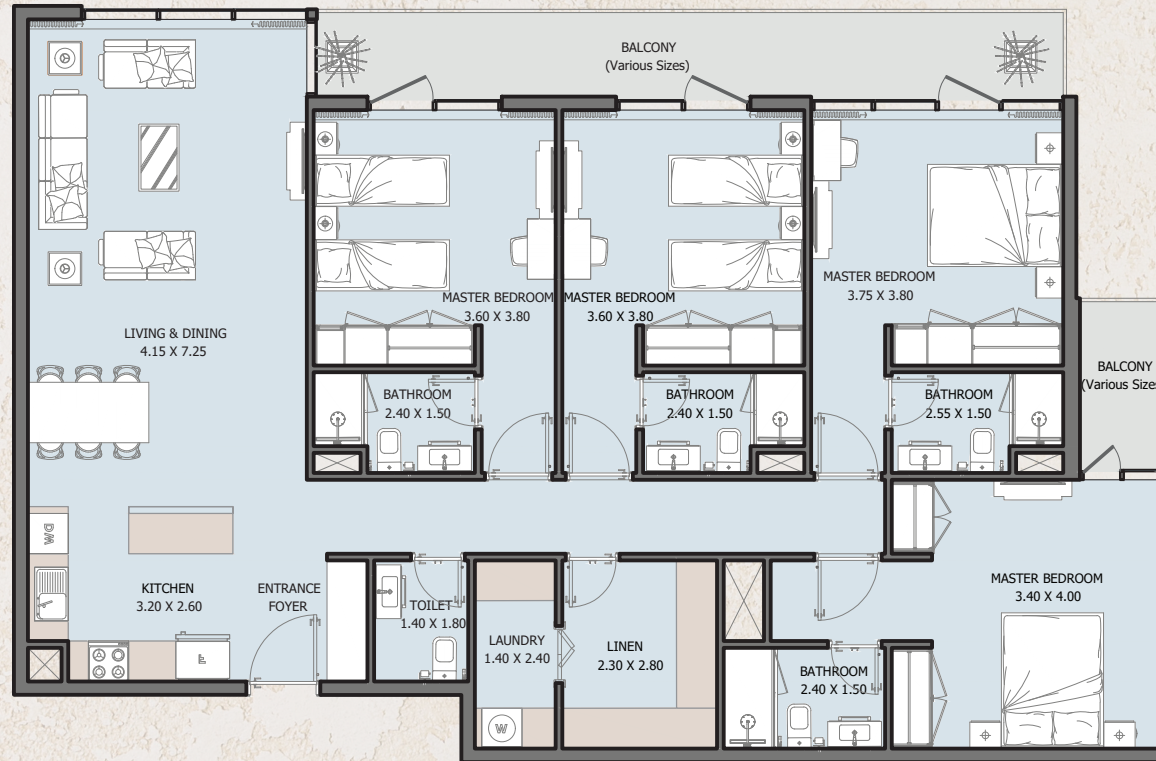 BALCONY
(Various Sizes)
MASTER BEDROOM
3.60 X 3.80
MASTER BEDROOM
3.60 X 3.80
MASTER BEDROOM
3.75 X 3.80
LIVING & DINING
4.15 X 7.25
BALCONY
(Various Sizes
BATHROOM
2.40 X 1.50
BATHROOM
2.40 X 1.50
BATHROOM
2.55 X 1.50
DW
KITCHEN
3.20 X 2.60
ENTRANCE
FOYER
TOILET
1.40 X 1.80
LAUNDRY
1.40 X 2.40
LINEN
2.30 X 2.80
MASTER BEDROOM
3.40 X 4.00
BATHROOM
2.40 X 1.50
F
W